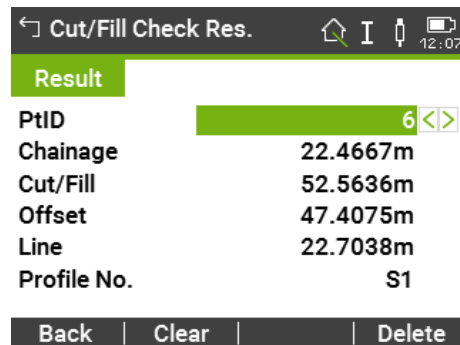 Cut/Fill Check Res. 12:07
Result
PtID 6
Chainage 22.4667m
Cut/Fill 52.5636m
Offset 47.4075m
Line 22.7038m
Profile No. S1
Back Clear Delete